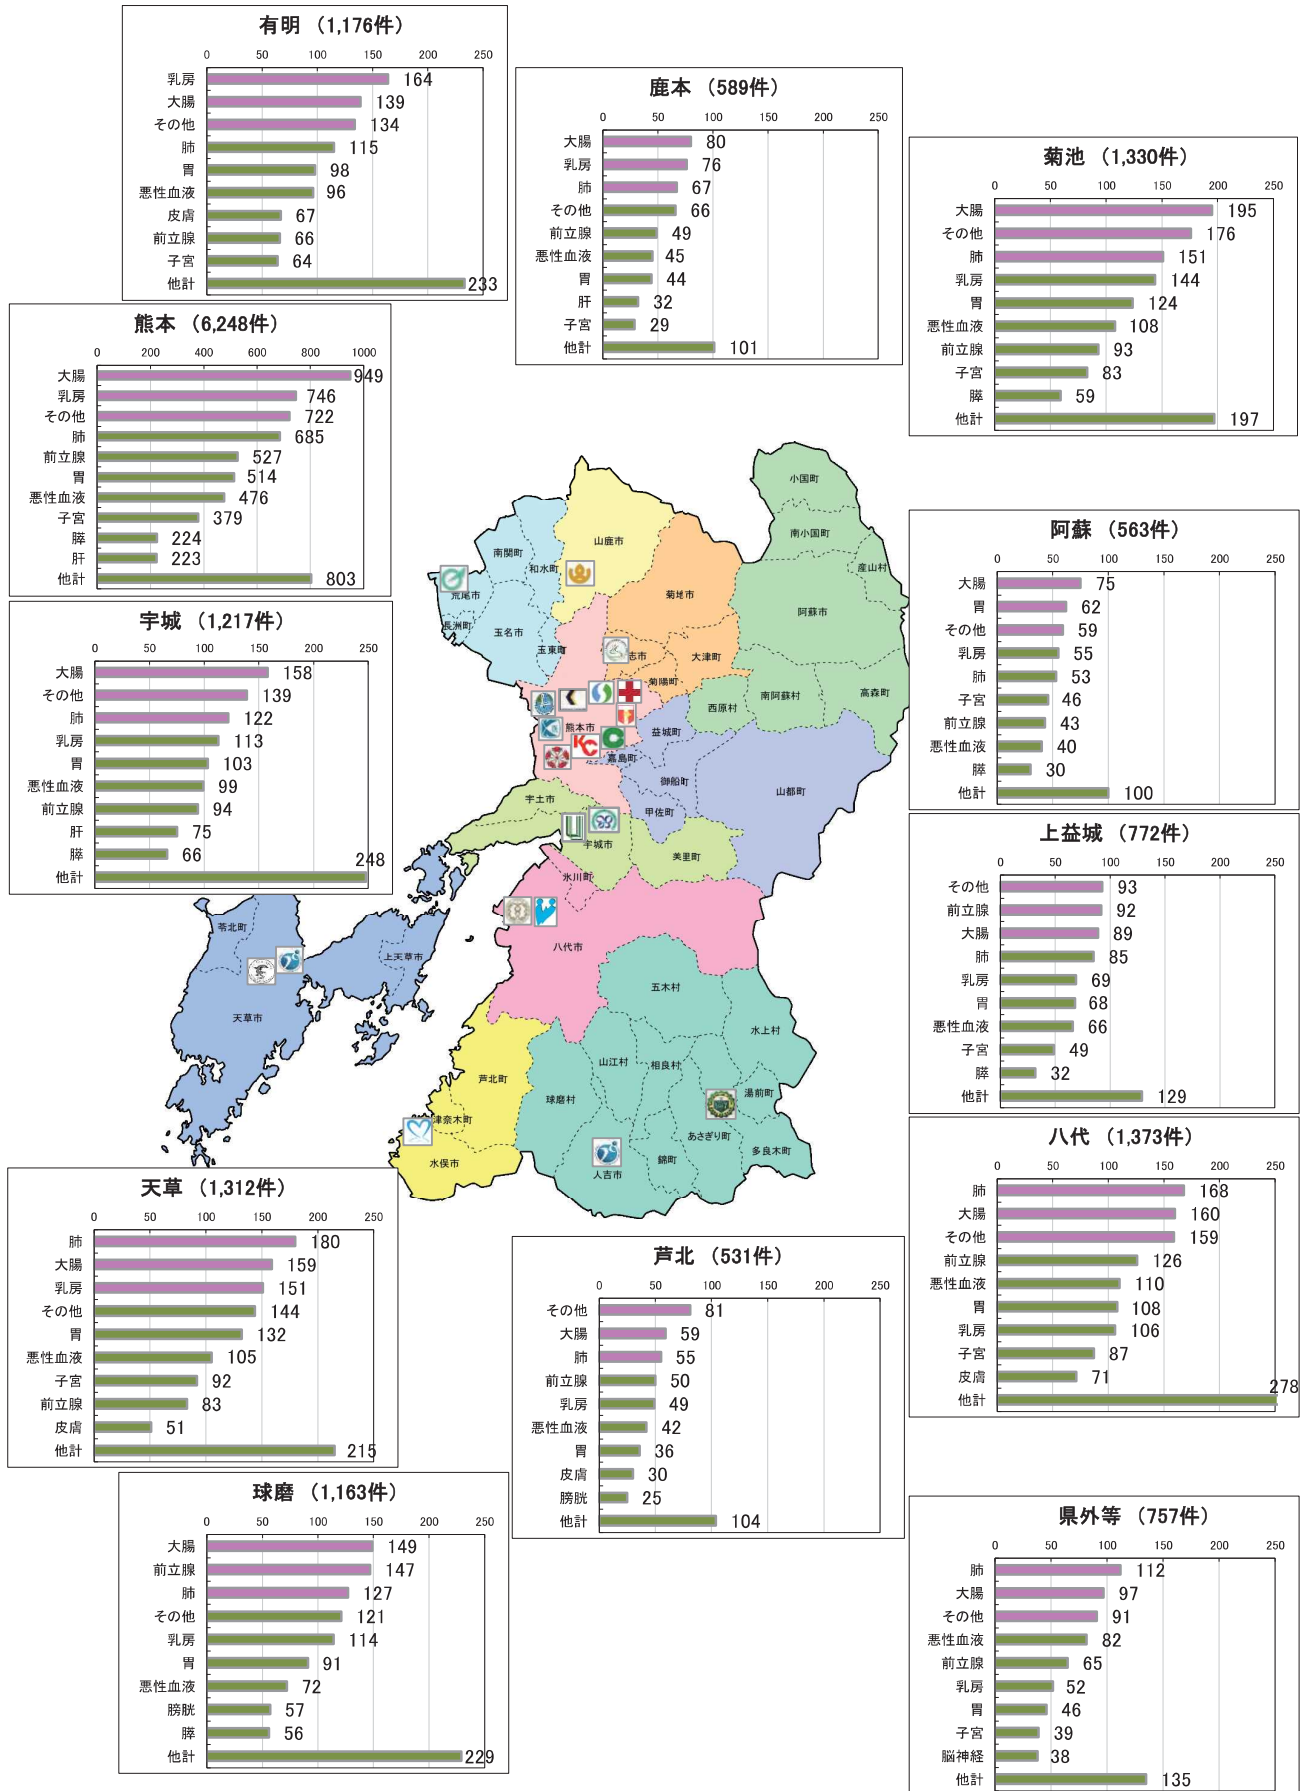 有明 (1,176件)
0 50 100 150 200 250
乳房 164
大腸 139
その他 134
肺 115
胃 98
悪性血液 96
皮膚 67
前立腺 66
子宮 64
他計 233
鹿本 (589件)
0 50 100 150 200 250
大腸 80
乳房 76
肺 67
その他 66
前立腺 49
悪性血液 45
胃 44
肝 32
子宮 29
他計 101
菊池 (1,330件)
0 50 100 150 200 250
大腸 195
その他 176
肺 151
乳房 144
胃 124
悪性血液 108
前立腺 93
子宮 83
膵 59
他計 197
熊本 (6,248件)
0 200 400 600 800 1000
大腸 949
乳房 746
その他 722
肺 685
前立腺 527
胃 514
悪性血液 476
子宮 379
膵 224
肝 223
他計 803
阿蘇 (563件)
0 50 100 150 200 250
大腸 75
胃 62
その他 59
乳房 55
肺 53
子宮 46
前立腺 43
悪性血液 40
膵 30
他計 100
宇城 (1,217件)
0 50 100 150 200 250
大腸 158
その他 139
肺 122
乳房 113
胃 103
悪性血液 99
前立腺 94
肝 75
膵 66
他計 248
上益城 (772件)
0 50 100 150 200 250
その他 93
前立腺 92
大腸 89
肺 85
乳房 69
胃 68
悪性血液 66
子宮 49
膵 32
他計 129
小国町
南小国町
産山村
山鹿市
南関町
和水町
荒尾市
長洲町
玉名市
玉東町
菊地市
阿蘇市
志市
大津町
菊陽町
西原村
南阿蘇村
高森町
熊本市
益城町
嘉島町
御船町
山都町
甲佐町
宇土市
宇城市
美里町
氷川町
八代市
苓北町
上天草市
天草市
五木村
水上村
山江村
相良村
芦北町
球磨村
湯前町
津奈木町
あさぎり町
多良木町
錦町
水俣市
人吉市
KC
八代 (1,373件)
0 50 100 150 200 250
肺 168
大腸 160
その他 159
前立腺 126
悪性血液 110
胃 108
乳房 106
子宮 87
皮膚 71
他計 278
天草 (1,312件)
0 50 100 150 200 250
肺 180
大腸 159
乳房 151
その他 144
胃 132
悪性血液 105
子宮 92
前立腺 83
皮膚 51
他計 215
芦北 (531件)
0 50 100 150 200 250
その他 81
大腸 59
肺 55
前立腺 50
乳房 49
悪性血液 42
胃 36
皮膚 30
膀胱 25
他計 104
球磨 (1,163件)
0 50 100 150 200 250
大腸 149
前立腺 147
肺 127
その他 121
乳房 114
胃 91
悪性血液 72
膀胱 57
膵 56
他計 229
県外等 (757件)
0 50 100 150 200 250
肺 112
大腸 97
その他 91
悪性血液 82
前立腺 65
乳房 52
胃 46
子宮 39
脳神経 38
他計 135